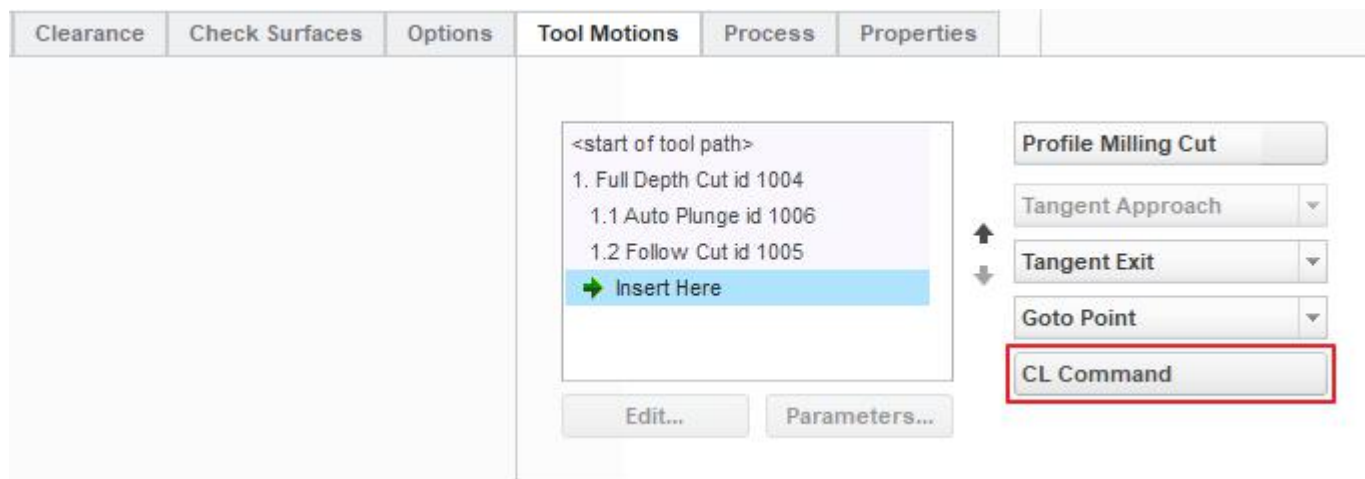 Clearance Check Surfaces Options Tool Motions Process Properties
<start of tool path>
1. Full Depth Cut id 1004
1.1 Auto Plunge id 1006
1.2 Follow Cut id 1005
Insert Here
Edit... Parameters...
Profile Milling Cut
Tangent Approach
Tangent Exit
Goto Point
CL Command